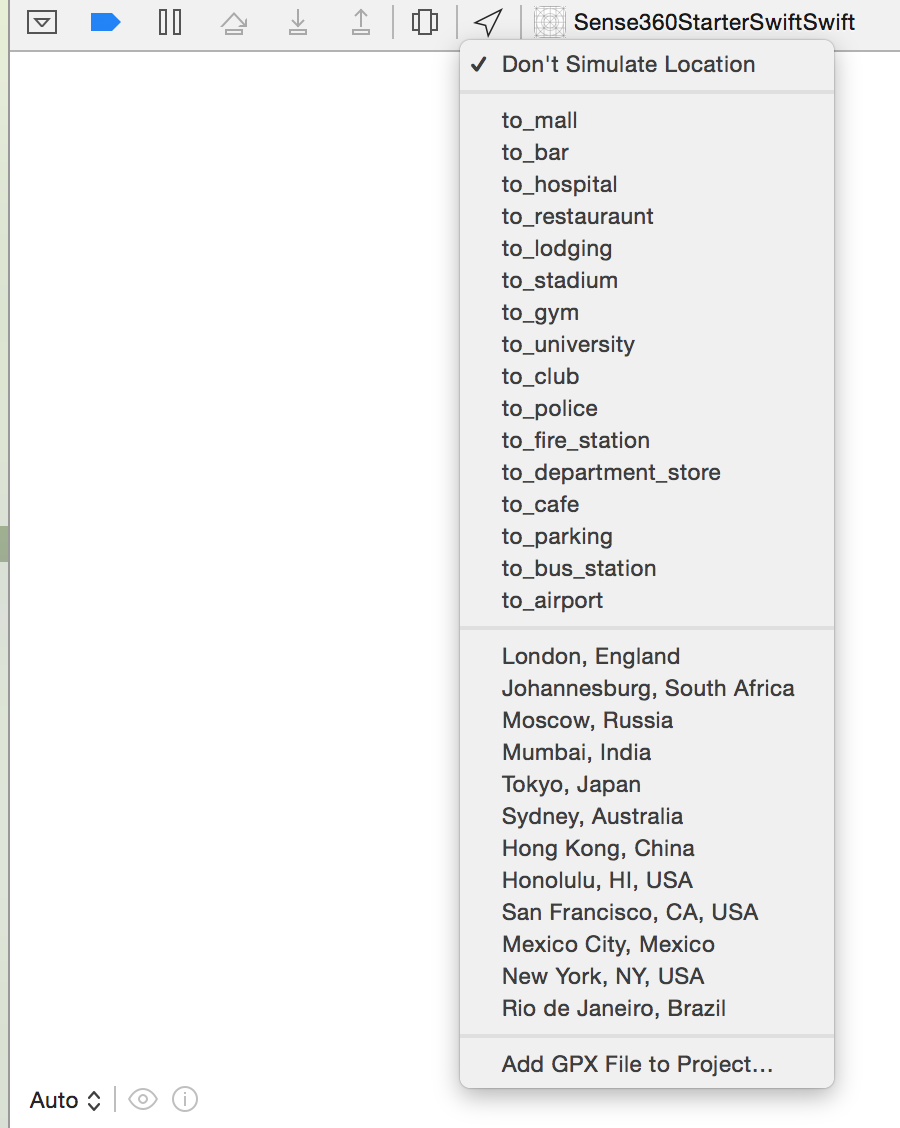 Sense360StarterSwiftSwift
✓ Don't Simulate Location
to_mall
to_bar
to_hospital
to_restauraunt
to_lodging
to_stadium
to_gym
to_university
to_club
to_police
to_fire_station
to_department_store
to_cafe
to_parking
to_bus_station
to_airport
London, England
Johannesburg, South Africa
Moscow, Russia
Mumbai, India
Tokyo, Japan
Sydney, Australia
Hong Kong, China
Honolulu, HI, USA
San Francisco, CA, USA
Mexico City, Mexico
New York, NY, USA
Rio de Janeiro, Brazil
Add GPX File to Project...
Auto